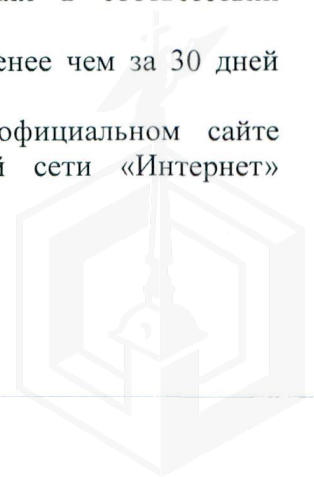 енее чем за 30 дней
официальном сайте
й сети «Интернет»